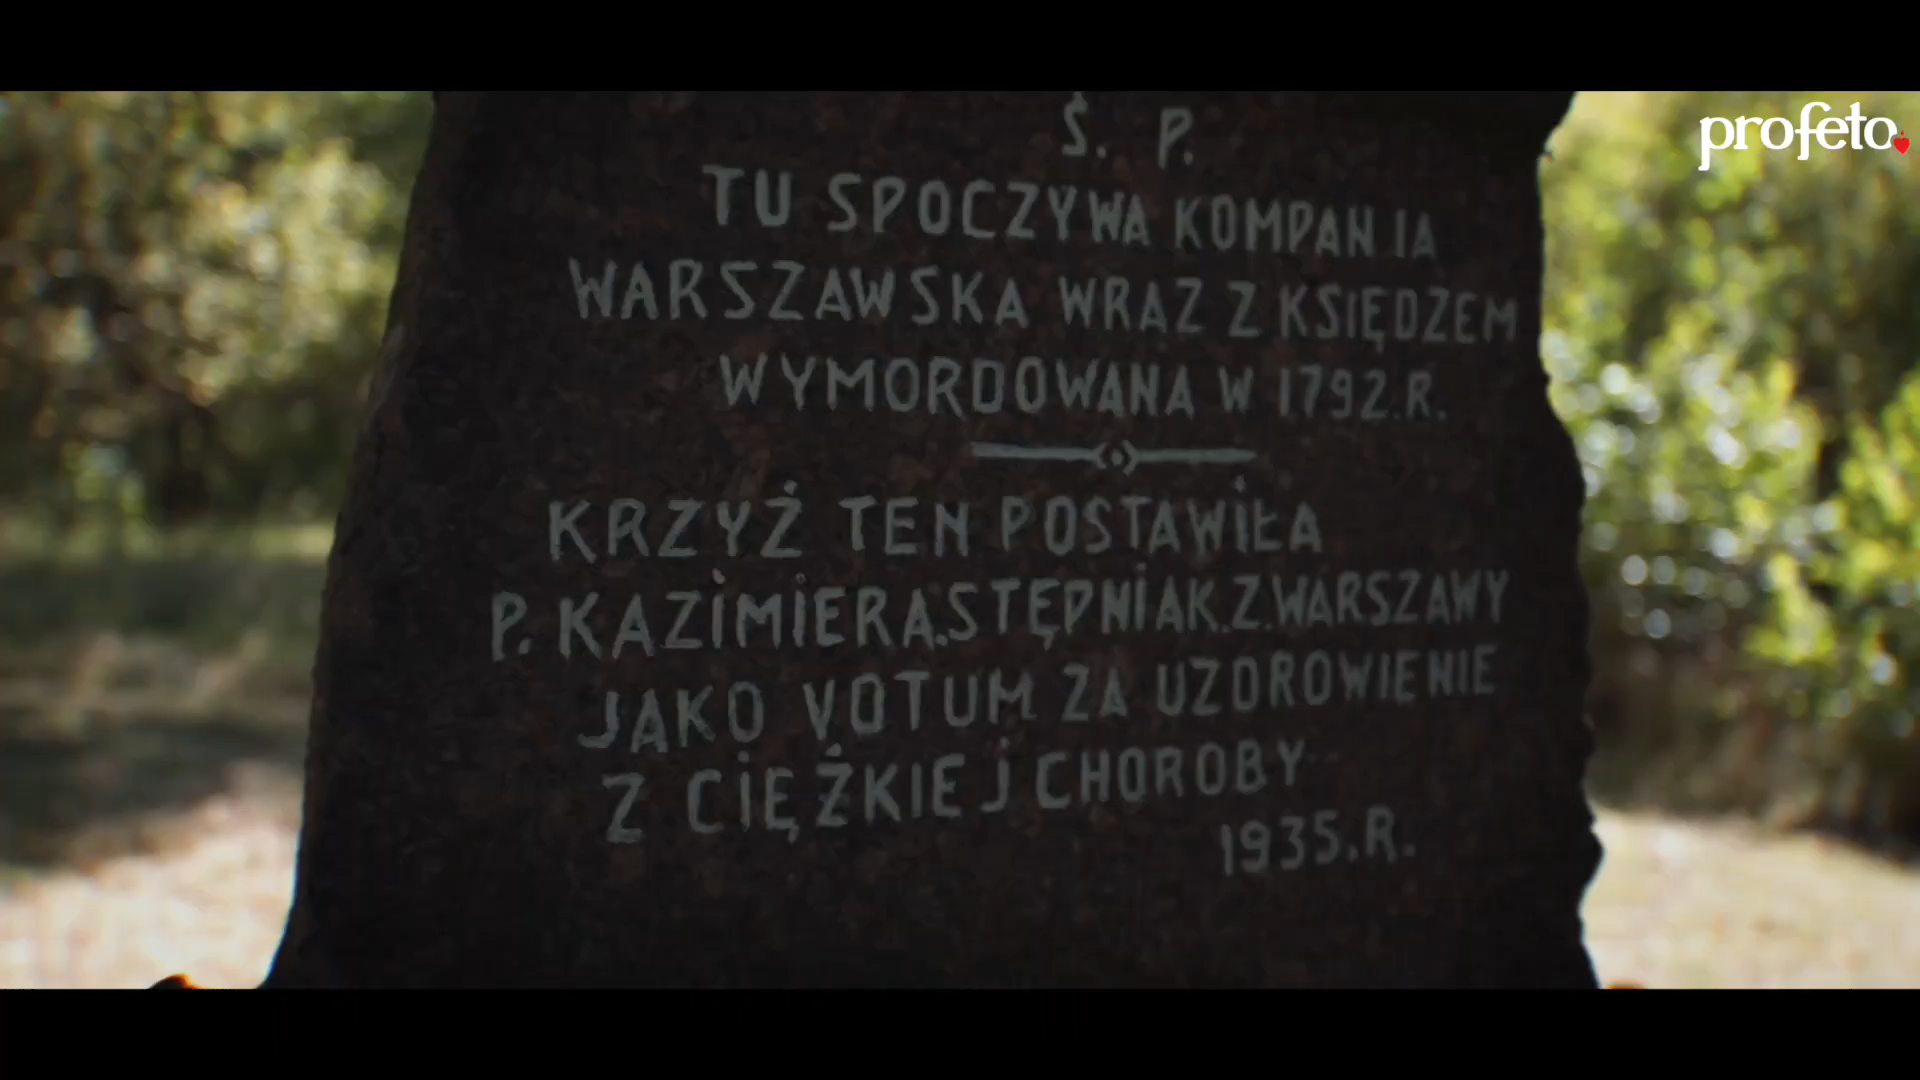 profeto
Ś. P.
TU SPOCZYWA KOMPANIA
WARSZAWSKA WRAZ Z KSIĘDZEM
WYMORDOWANA W 1792.R.
KRZYŻ TEN POSTAWIŁA
P. KAZIMIERA.STĘPNIAK.Z.WARSZAWY
JAKO VOTUM ZA UZDROWIENIE
Z CIĘŻKIEJ CHOROBY
1935.R.